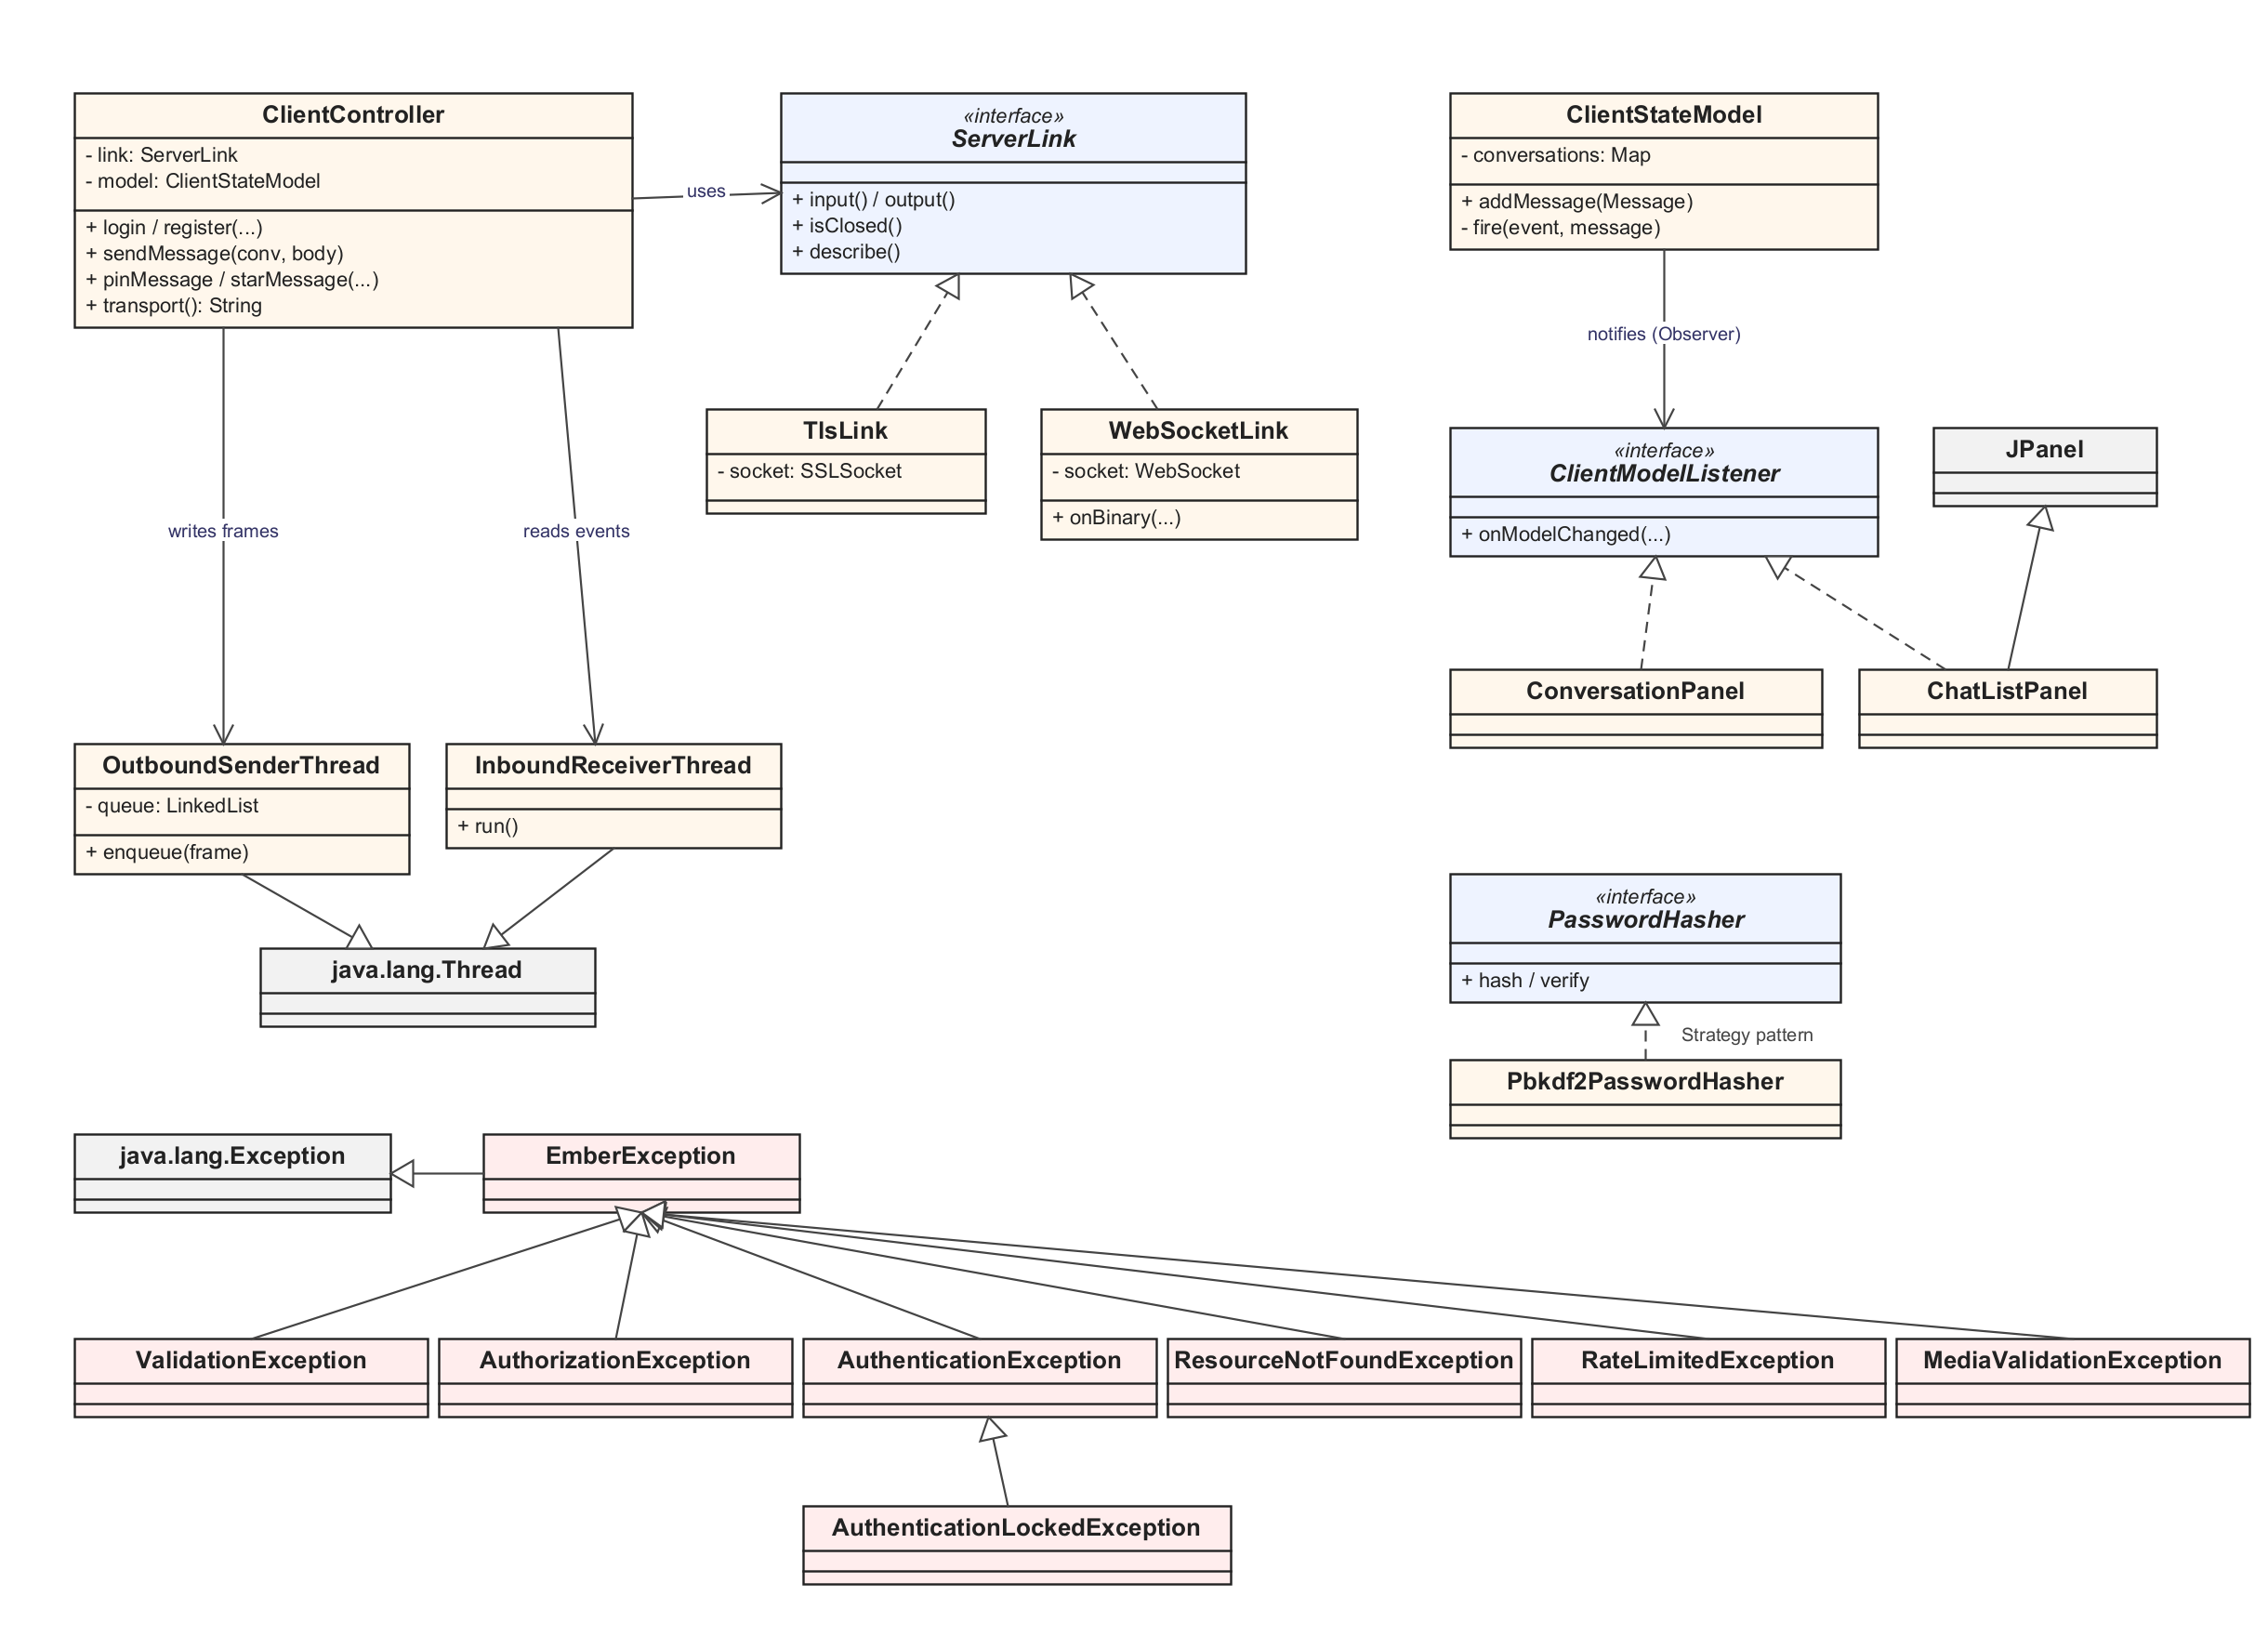 ClientController
- link: ServerLink
- model: ClientStateModel
+ login / register(...)
+ sendMessage(conv, body)
+ pinMessage / starMessage(...)
+ transport(): String
uses
«interface»
ServerLink
+ input() / output()
+ isClosed()
+ describe()
ClientStateModel
- conversations: Map
+ addMessage(Message)
- fire(event, message)
notifies (Observer)
TlsLink
- socket: SSLSocket
WebSocketLink
- socket: WebSocket
+ onBinary(...)
«interface»
ClientModelListener
+ onModelChanged(...)
JPanel
writes frames
reads events
ConversationPanel
ChatListPanel
OutboundSenderThread
- queue: LinkedList
+ enqueue(frame)
InboundReceiverThread
+ run()
java.lang.Thread
«interface»
PasswordHasher
+ hash / verify
Strategy pattern
Pbkdf2PasswordHasher
java.lang.Exception
EmberException
ValidationException
AuthorizationException
AuthenticationException
ResourceNotFoundException
RateLimitedException
MediaValidationException
AuthenticationLockedException